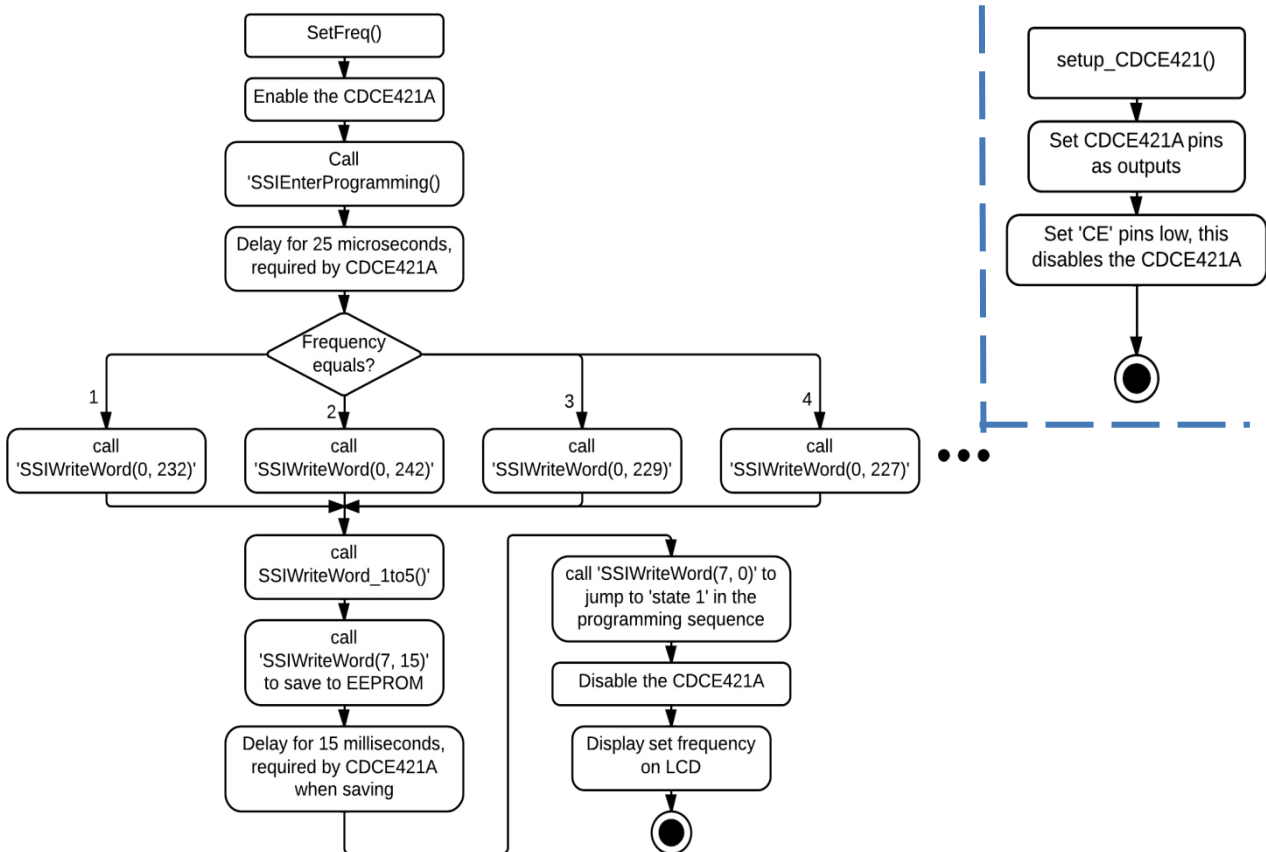 SetFreq()
Enable the CDCE421A
Call
'SSIEnterProgramming()
Delay for 25 microseconds,
required by CDCE421A
Frequency
equals?
1
2
3
4
call
'SSIWriteWord(0, 232)'
call
'SSIWriteWord(0, 242)'
call
'SSIWriteWord(0, 229)'
call
'SSIWriteWord(0, 227)'
call
SSIWriteWord_1to5()'
call
'SSIWriteWord(7, 15)'
to save to EEPROM
Delay for 15 milliseconds,
required by CDCE421A
when saving
call 'SSIWriteWord(7, 0)' to
jump to 'state 1' in the
programming sequence
Disable the CDCE421A
Display set frequency
on LCD
setup_CDCE421()
Set CDCE421A pins
as outputs
Set 'CE' pins low, this
disables the CDCE421A